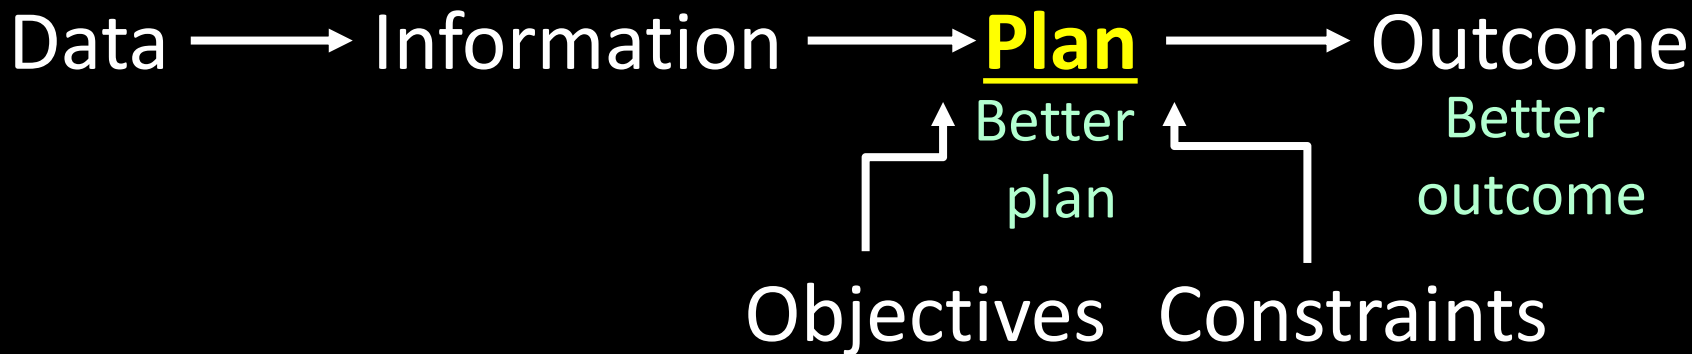 Data Information Plan Outcome
Better plan
Better outcome
Objectives Constraints